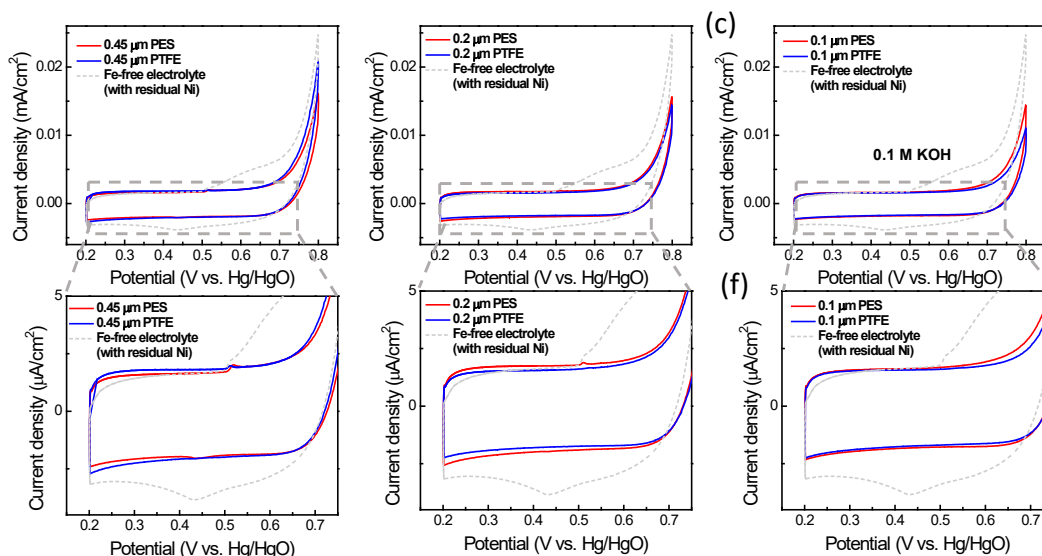 0.45 µm PES
0.45 µm PTFE
Fe-free electrolyte
(with residual Ni)
Current density (mA/cm²)
0.02
0.01
0.00
0.2 0.3 0.4 0.5 0.6 0.7 0.8
Potential (V vs. Hg/HgO)
0.2 µm PES
0.2 µm PTFE
Fe-free electrolyte
(with residual Ni)
Current density (mA/cm²)
0.02
0.01
0.00
0.2 0.3 0.4 0.5 0.6 0.7 0.8
Potential (V vs. Hg/HgO)
(c)
0.1 µm PES
0.1 µm PTFE
Fe-free electrolyte
(with residual Ni)
0.1 M KOH
Current density (mA/cm²)
0.02
0.01
0.00
0.2 0.3 0.4 0.5 0.6 0.7 0.8
Potential (V vs. Hg/HgO)
0.45 µm PES
0.45 µm PTFE
Fe-free electrolyte
(with residual Ni)
Current density (µA/cm²)
5
0
0.2 0.3 0.4 0.5 0.6 0.7
Potential (V vs. Hg/HgO)
0.2 µm PES
0.2 µm PTFE
Fe-free electrolyte
(with residual Ni)
Current density (µA/cm²)
5
0
0.2 0.3 0.4 0.5 0.6 0.7
Potential (V vs. Hg/HgO)
(f)
0.1 µm PES
0.1 µm PTFE
Fe-free electrolyte
(with residual Ni)
Current density (µA/cm²)
5
0
0.2 0.3 0.4 0.5 0.6 0.7
Potential (V vs. Hg/HgO)